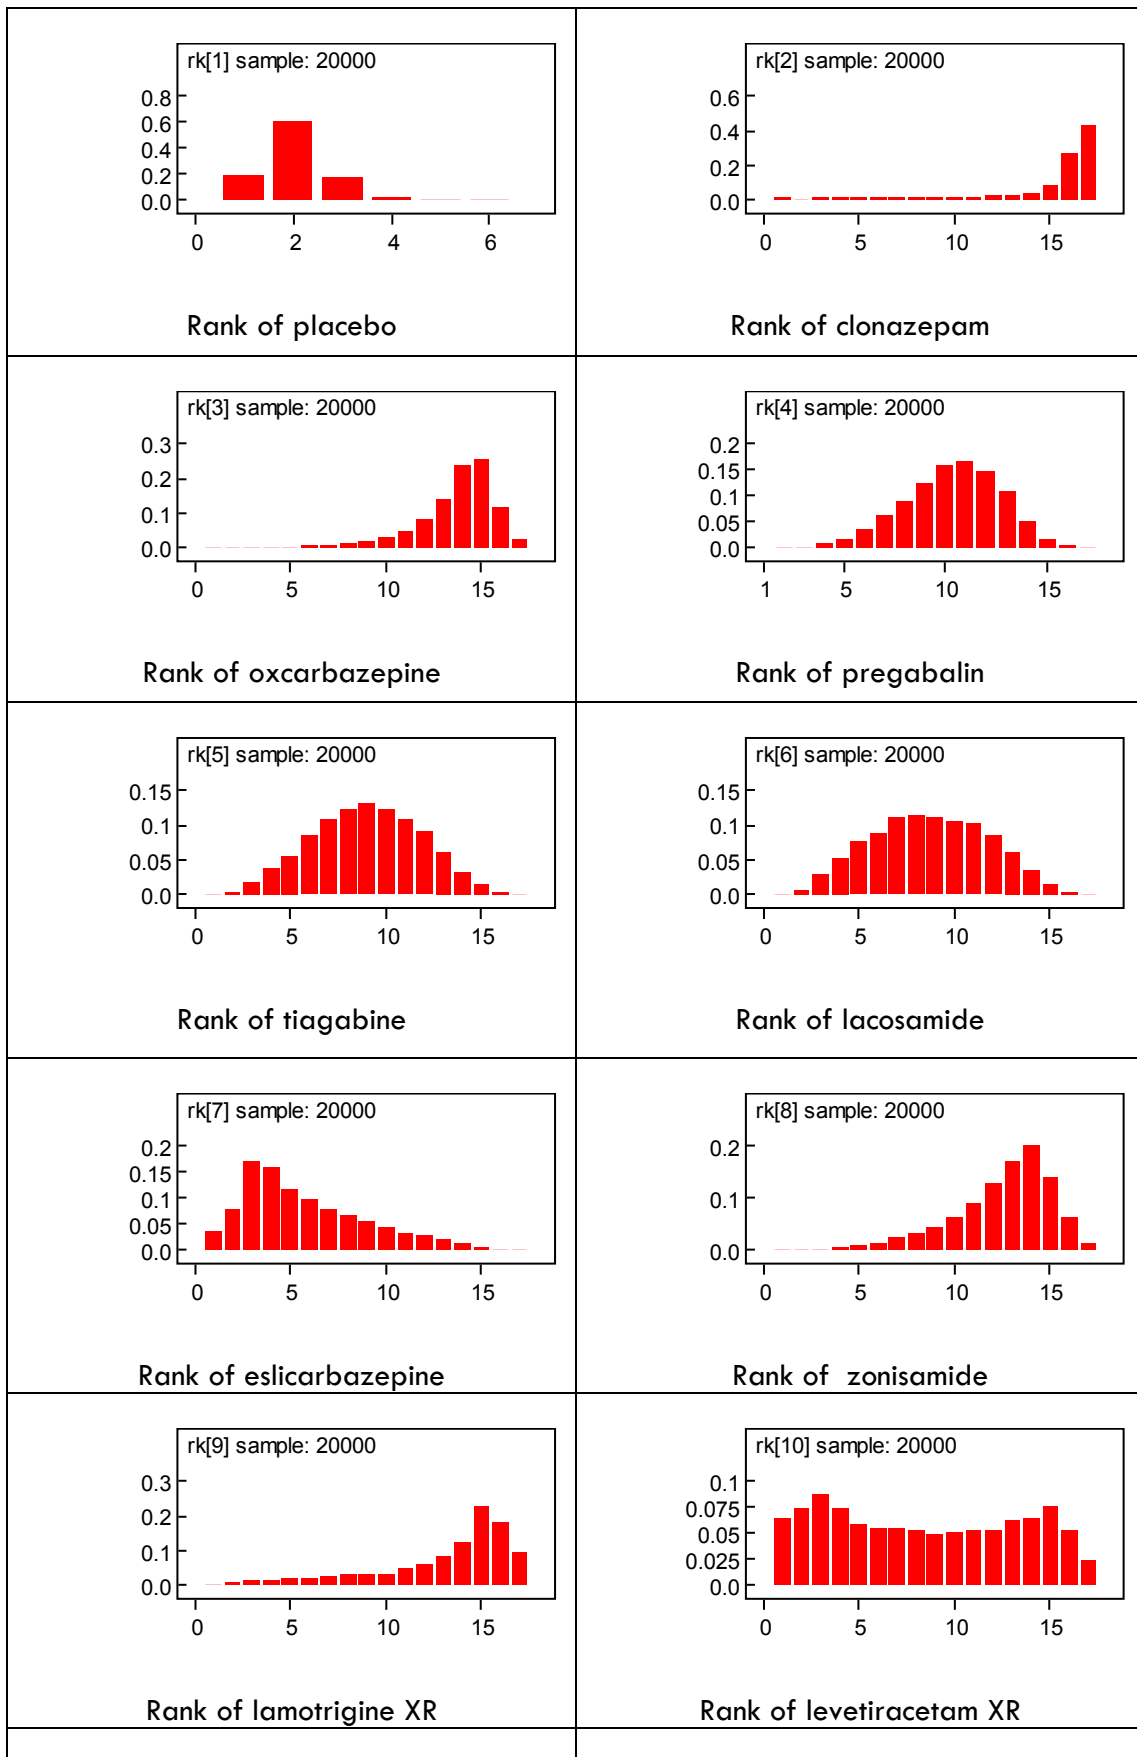 rk[1] sample: 20000
0.8
0.6
0.4
0.2
0.0
0 2 4 6
Rank of placebo
rk[2] sample: 20000
0.6
0.4
0.2
0.0
0 5 10 15
Rank of clonazepam
rk[3] sample: 20000
0.3
0.2
0.1
0.0
0 5 10 15
Rank of oxcarbazepine
rk[4] sample: 20000
0.2
0.15
0.1
0.05
0.0
1 5 10 15
Rank of pregabalin
rk[5] sample: 20000
0.15
0.1
0.05
0.0
0 5 10 15
Rank of tiagabine
rk[6] sample: 20000
0.15
0.1
0.05
0.0
0 5 10 15
Rank of lacosamide
rk[7] sample: 20000
0.2
0.15
0.1
0.05
0.0
0 5 10 15
Rank of eslicarbazepine
rk[8] sample: 20000
0.2
0.1
0.0
0 5 10 15
Rank of zonisamide
rk[9] sample: 20000
0.3
0.2
0.1
0.0
0 5 10 15
Rank of lamotrigine XR
rk[10] sample: 20000
0.1
0.075
0.05
0.025
0.0
0 5 10 15
Rank of levetiracetam XR